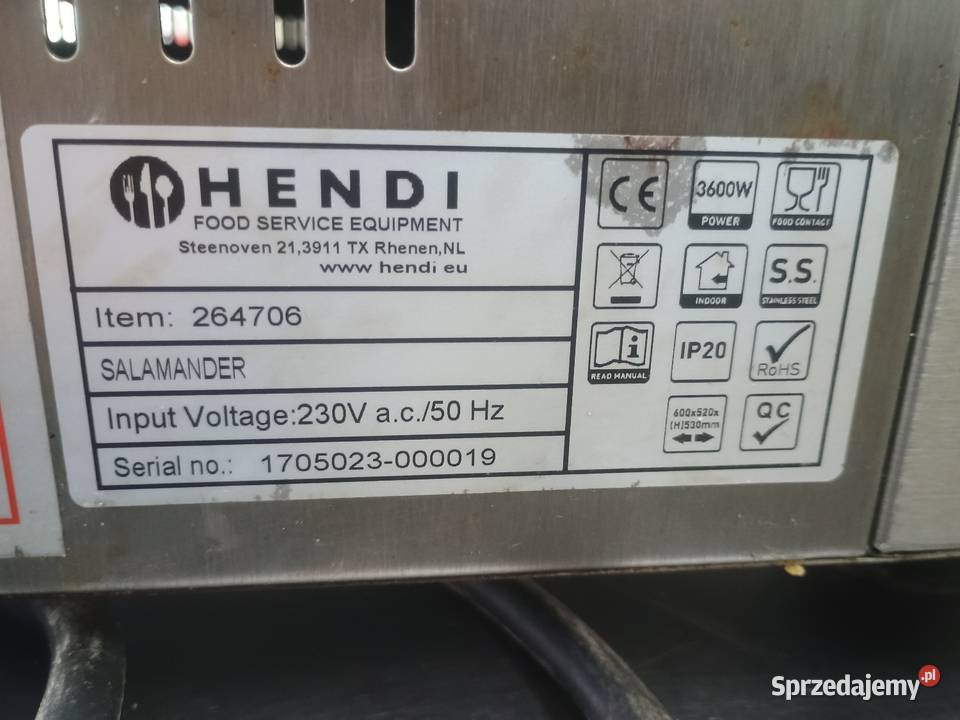 HENDI
FOOD SERVICE EQUIPMENT
Steenoven 21,3911 TX Rhenen,NL
www hendi eu
Item: 264706
SALAMANDER
Input Voltage:230V a.c./50 Hz
Serial no.: 1705023-000019
CE
3600W
POWER
FOOD CONTACT
INDOOR
S.S.
STAINLESS STEEL
i
READ MANUAL
IP20
RoHS
600x520x
(H)530mm
QC
Sprzedajemy.pl